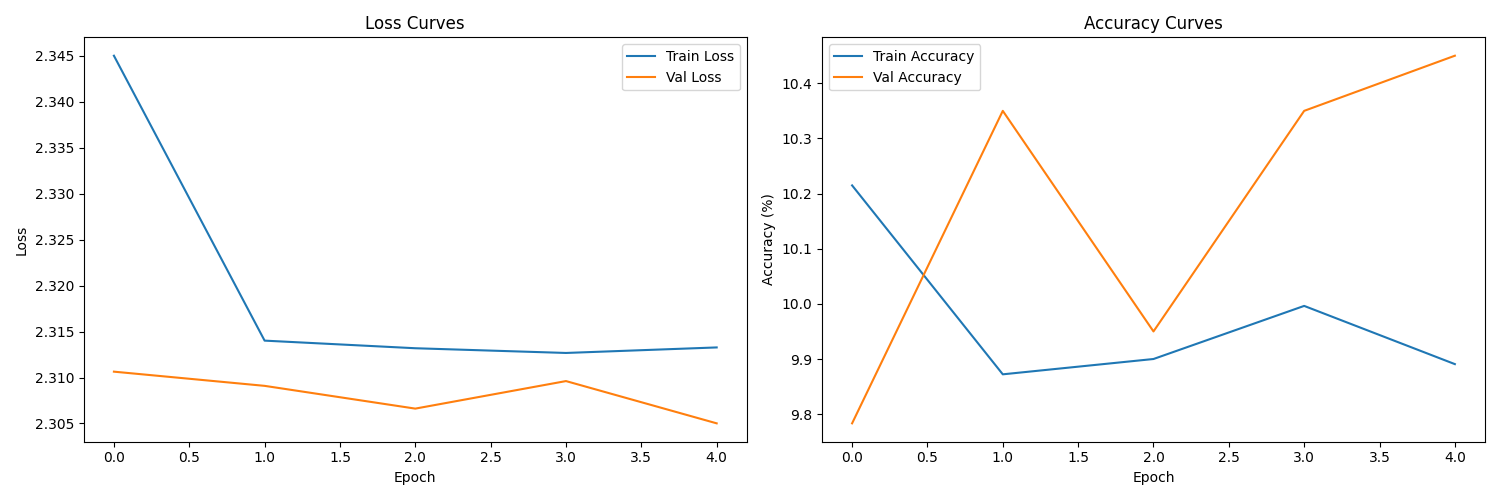 Loss Curves
Train Loss
Val Loss
2.345
2.340
2.335
2.330
2.325
2.320
2.315
2.310
2.305
Loss
0.0 0.5 1.0 1.5 2.0 2.5 3.0 3.5 4.0
Epoch
Accuracy Curves
Train Accuracy
Val Accuracy
10.4
10.3
10.2
10.1
10.0
9.9
9.8
Accuracy (%)
0.0 0.5 1.0 1.5 2.0 2.5 3.0 3.5 4.0
Epoch